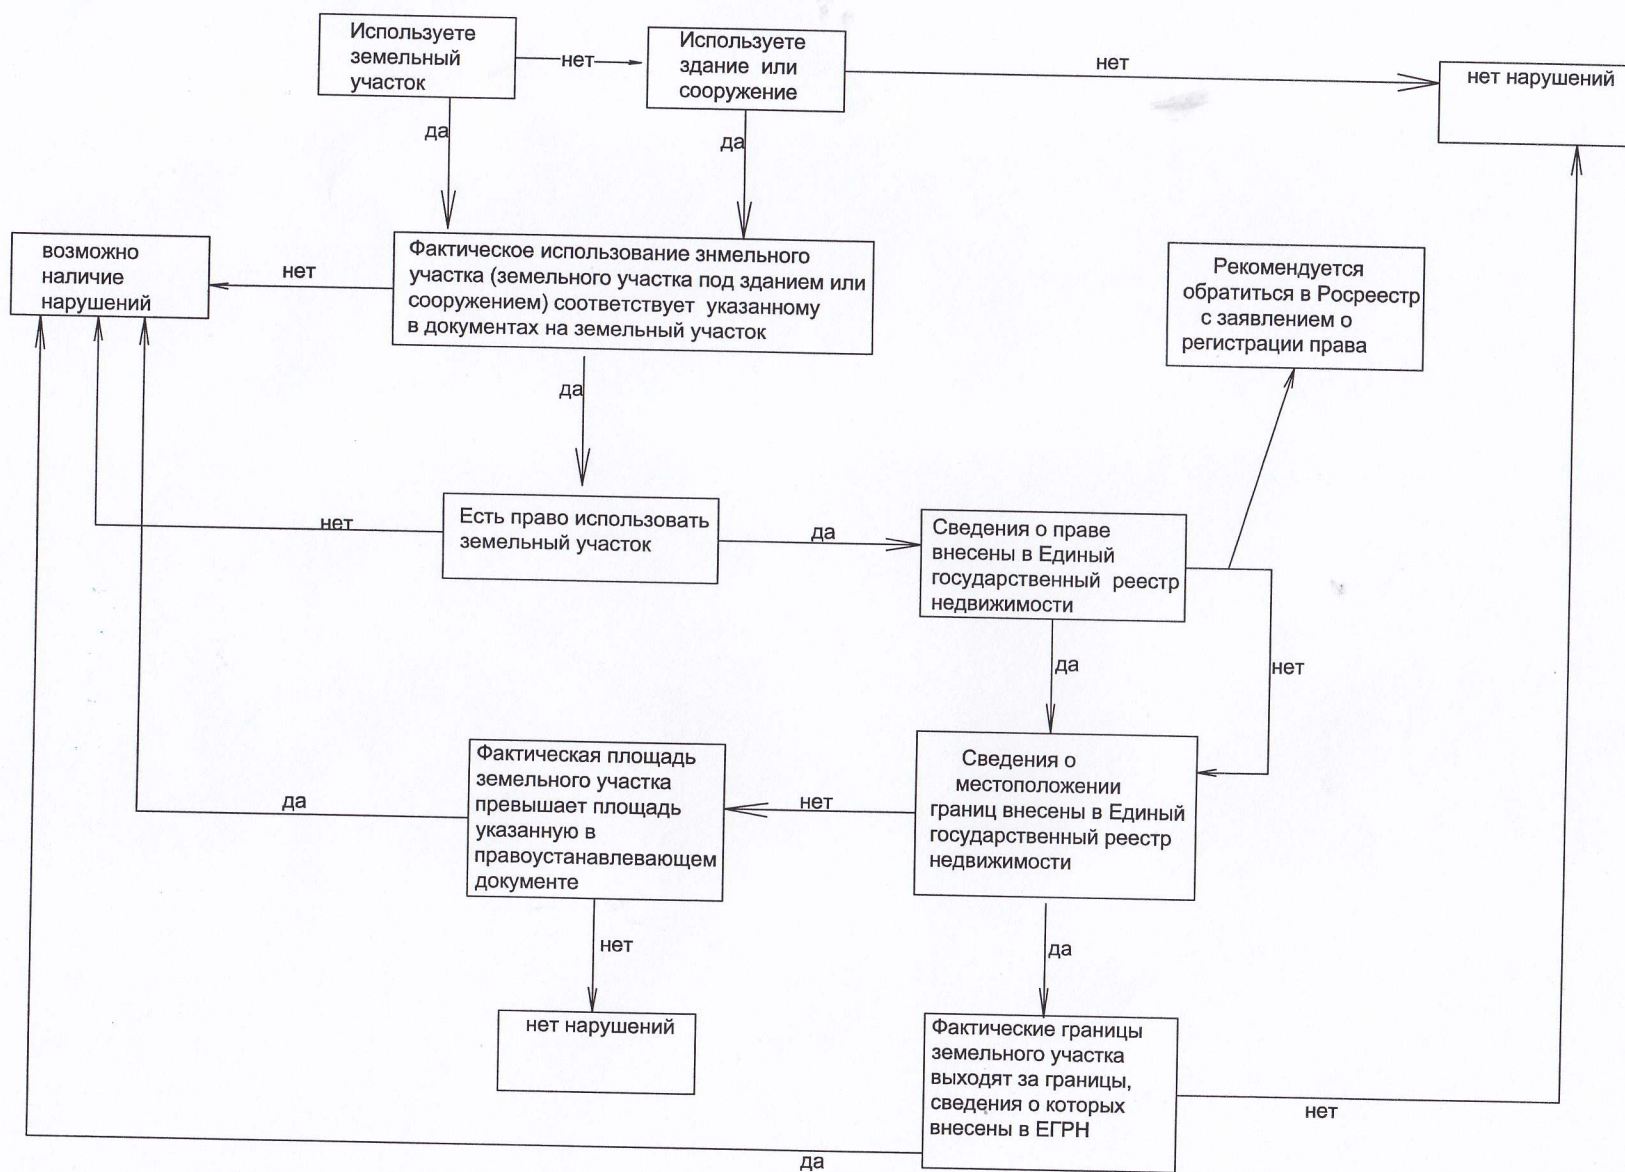 Используете
земельный
участок
нет
Используете
здание или
сооружение
нет
нет нарушений
да
да
возможно
наличие
нарушений
нет
Фактическое использование знмельного
участка (земельного участка под зданием или
сооружением) соответствует указанному
в документах на земельный участок
Рекомендуется
обратиться в Росреестр
с заявлением о
регистрации права
да
нет
Есть право использовать
земельный участок
да
Сведения о праве
внесены в Единый
государственный реестр
недвижимости
да
нет
Фактическая площадь
земельного участка
превышает площадь
указанную в
правоустанавлевающем
документе
да
нет
Сведения о
местоположении
границ внесены в Единый
государственный реестр
недвижимости
нет
да
нет нарушений
Фактические границы
земельного участка
выходят за границы,
сведения о которых
внесены в ЕГРН
нет
да